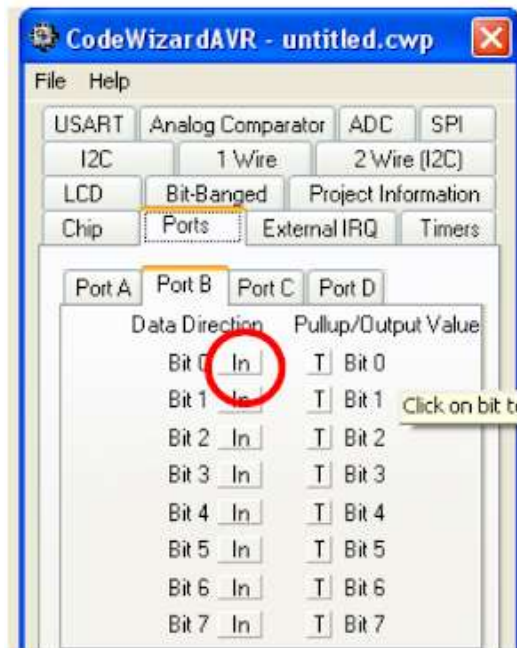 CodeWizardAVR - untitled.cwp
File Help
USART Analog Comparator ADC SPI
I2C 1 Wire 2 Wire (I2C)
LCD Bit-Banged Project Information
Chip Ports External IRQ Timers
Port A Port B Port C Port D
Data Direction Pullup/Output Value
Bit 0 In T Bit 0
Bit 1 In T Bit 1 Click on bit to
Bit 2 In T Bit 2
Bit 3 In T Bit 3
Bit 4 In T Bit 4
Bit 5 In T Bit 5
Bit 6 In T Bit 6
Bit 7 In T Bit 7